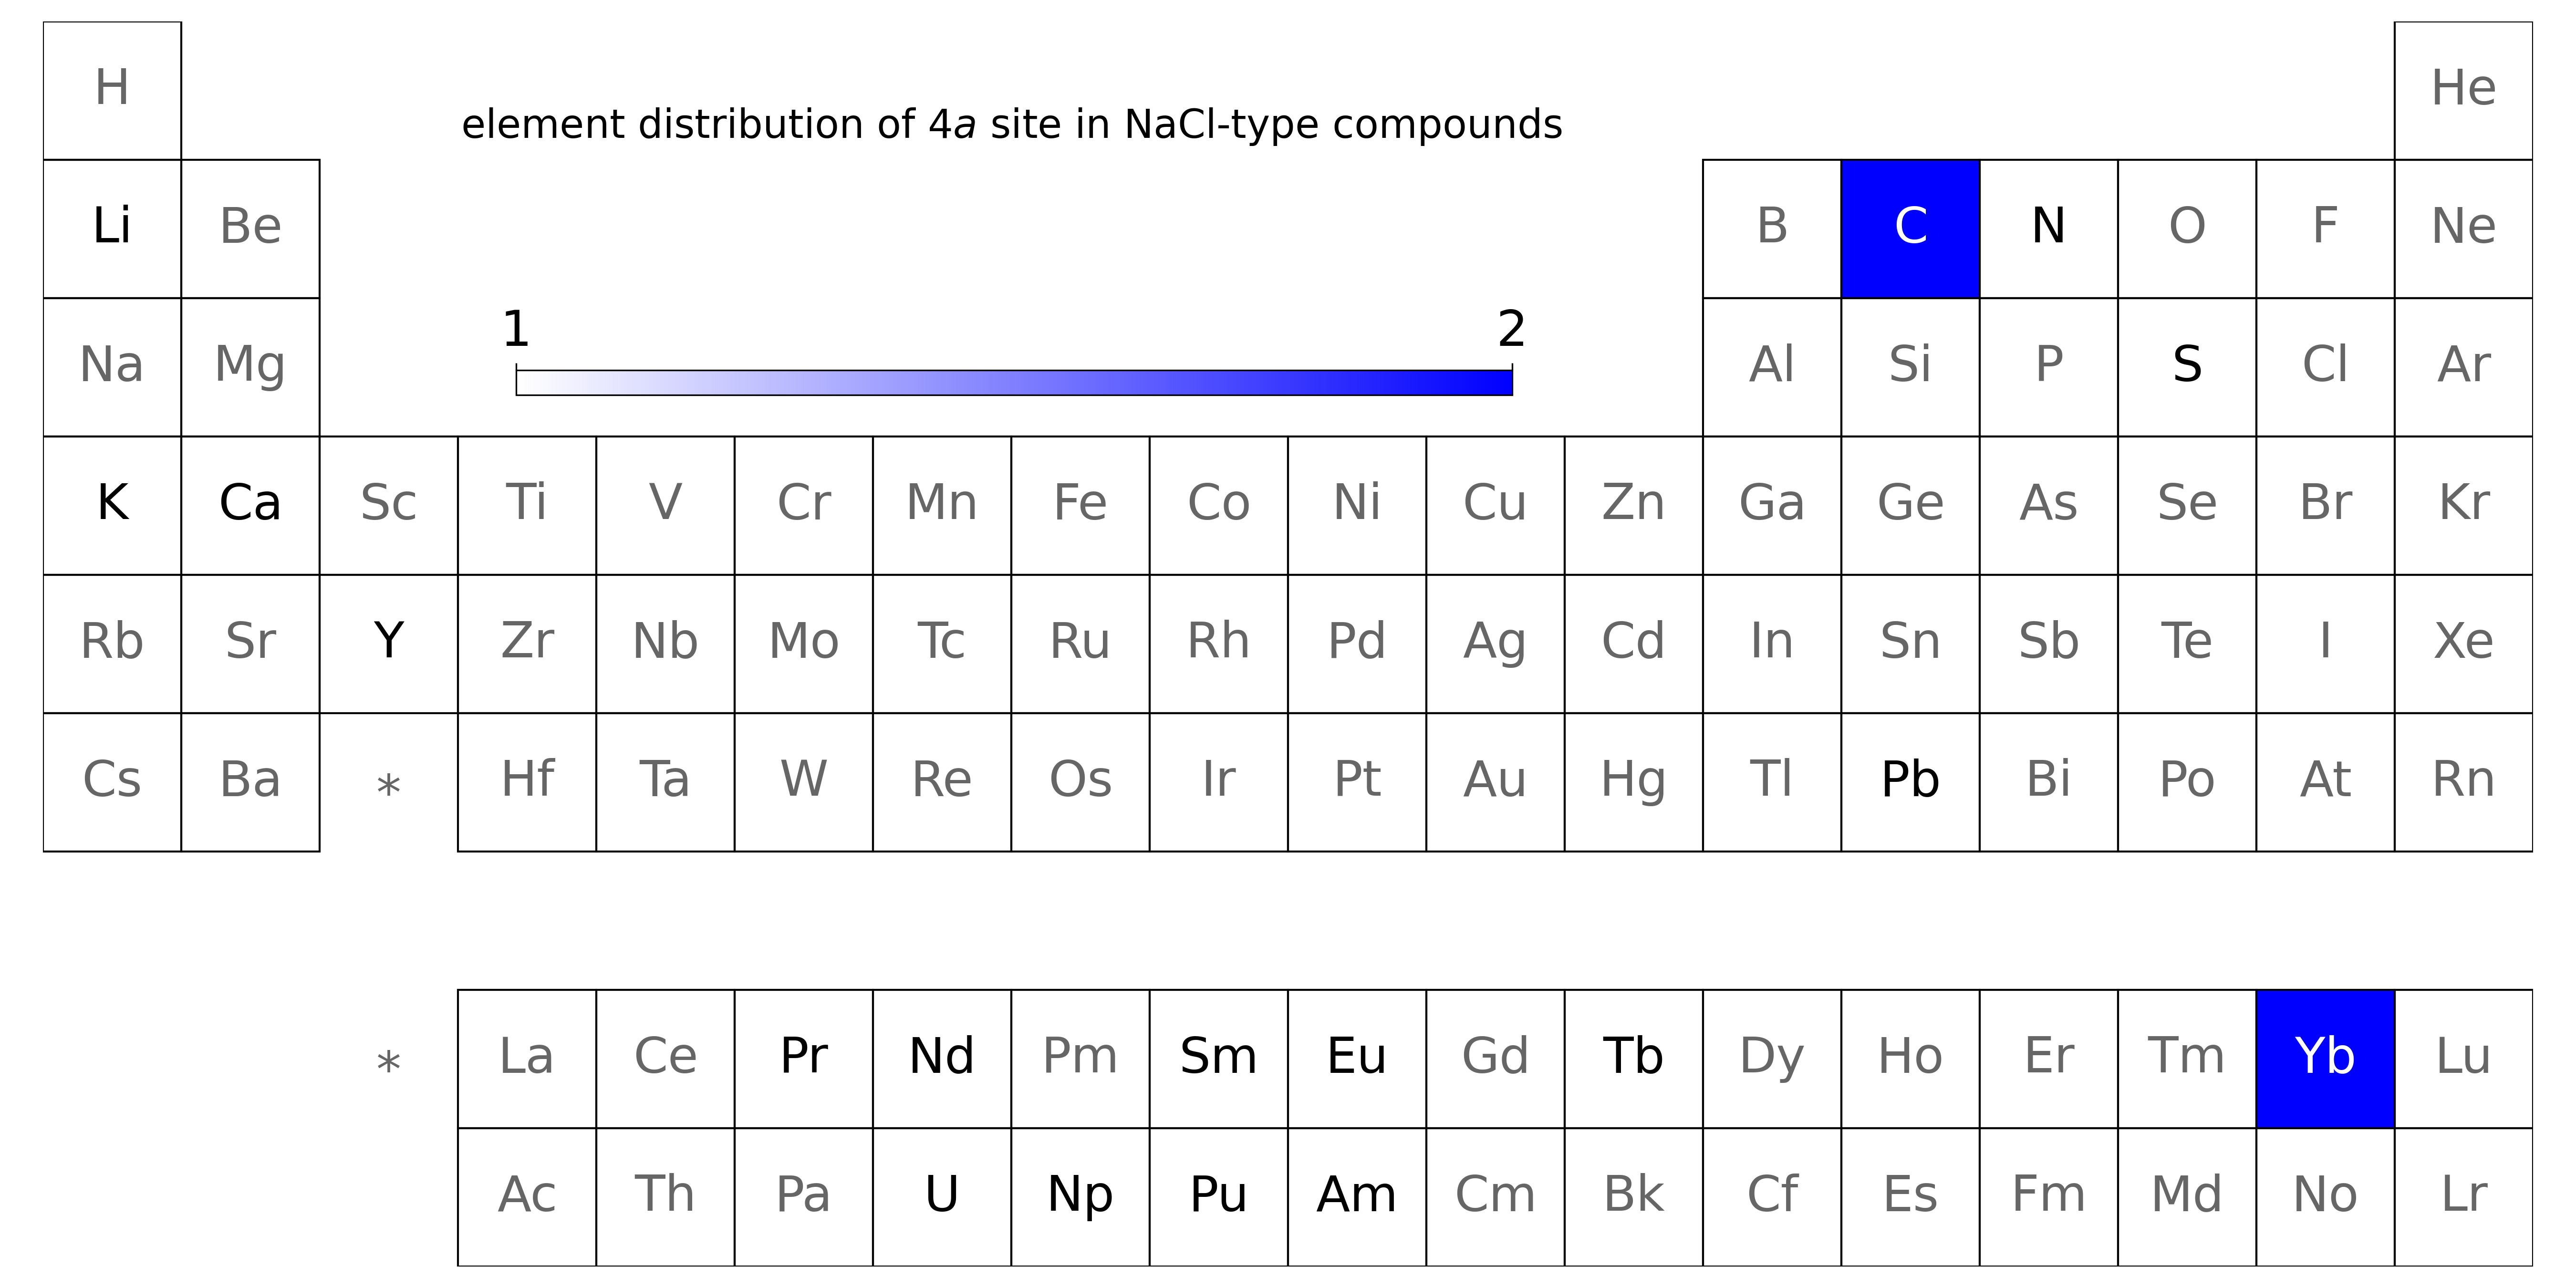 H He
element distribution of 4a site in NaCl-type compounds
Li Be B C N O F Ne
1 2
Na Mg Al Si P S Cl Ar
K Ca Sc Ti V Cr Mn Fe Co Ni Cu Zn Ga Ge As Se Br Kr
Rb Sr Y Zr Nb Mo Tc Ru Rh Pd Ag Cd In Sn Sb Te I Xe
Cs Ba * Hf Ta W Re Os Ir Pt Au Hg Tl Pb Bi Po At Rn
* La Ce Pr Nd Pm Sm Eu Gd Tb Dy Ho Er Tm Yb Lu
Ac Th Pa U Np Pu Am Cm Bk Cf Es Fm Md No Lr